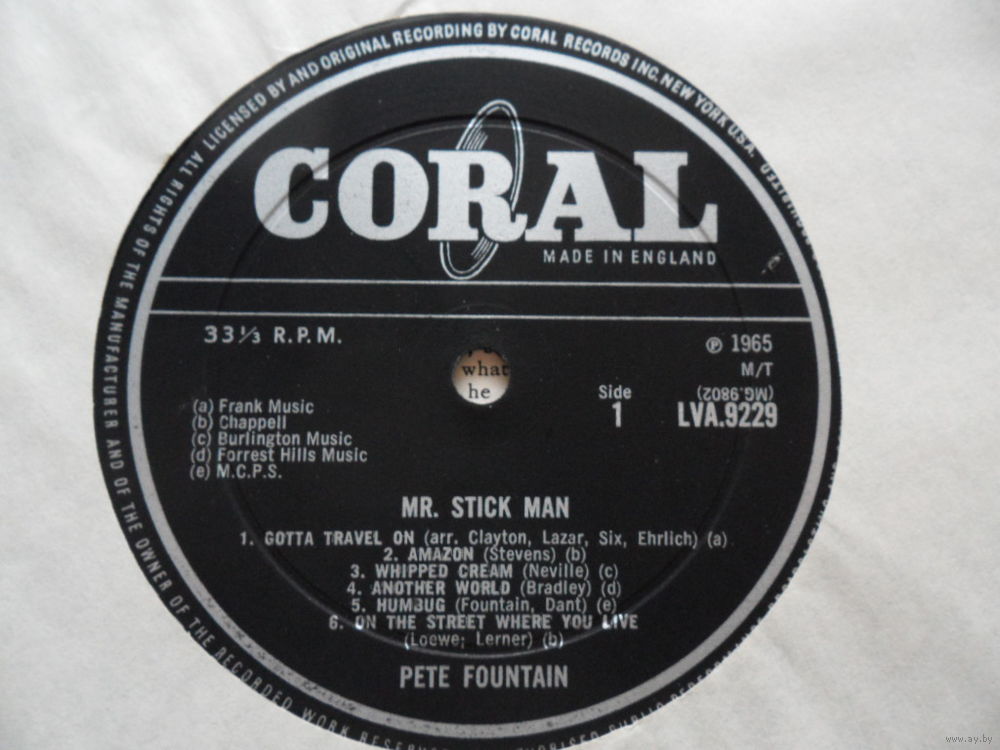 ALL RIGHTS OF THE MANUFACTURER AND OF THE OWNER OF THE RECORDED WORK
LICENSED BY AND ORIGINAL RECORDING BY CORAL RECORDS INC. NEW YORK U.S.A.
CORAL
MADE IN ENGLAND
33⅓ R.P.M.
℗ 1965
M/T
(MG.9802)
Side
1
LVA.9229
what
he
(a) Frank Music
(b) Chappell
(c) Burlington Music
(d) Forrest Hills Music
(e) M.C.P.S.
MR. STICK MAN
1. GOTTA TRAVEL ON (arr. Clayton, Lazar, Six, Ehrlich) (a)
2. AMAZON (Stevens) (b)
3. WHIPPED CREAM (Neville) (c)
4. ANOTHER WORLD (Bradley) (d)
5. HUMBUG (Fountain, Dant) (e)
6. ON THE STREET WHERE YOU LIVE
(Loewe; Lerner) (b)
PETE FOUNTAIN
www.ay.by